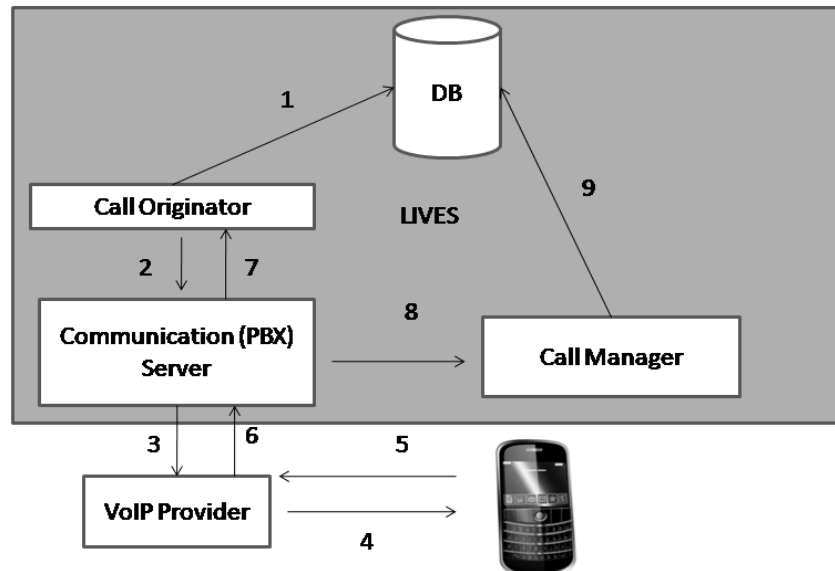 DB
1
Call Originator
LIVES
9
2
7
8
Communication (PBX)
Server
Call Manager
3
6
5
VoIP Provider
4